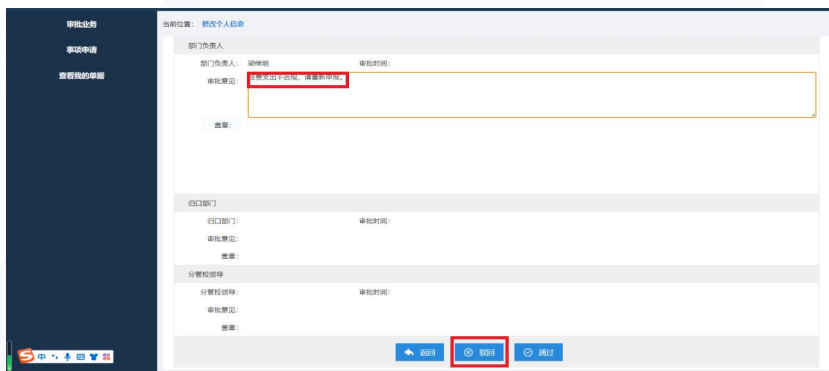 审批业务
事项申请
查看我的单据
当前位置： 修改个人信息
部门负责人
部门负责人： 梁候明 审批时间：
审批意见： 经费支出不合规，请重新申报。
盖章：
归口部门
归口部门： 审批时间：
审批意见：
盖章：
分管校领导
分管校领导： 审批时间：
审批意见：
盖章：
返回 驳回 通过
中